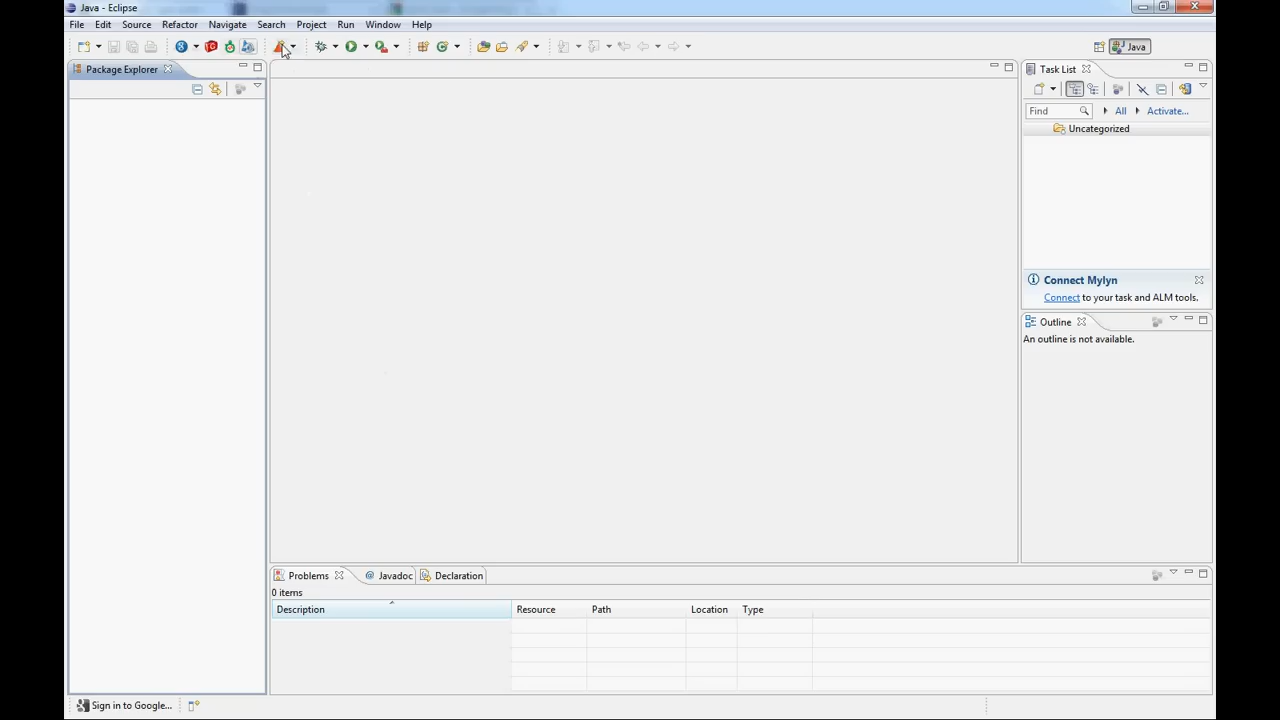 Java - Eclipse
File Edit Source Refactor Navigate Search Project Run Window Help
Java
Package Explorer
Task List
Find All Activate...
Uncategorized
Connect Mylyn
Connect to your task and ALM tools.
Outline
An outline is not available.
Problems @ Javadoc Declaration
0 items
Description Resource Path Location Type
Sign in to Google...